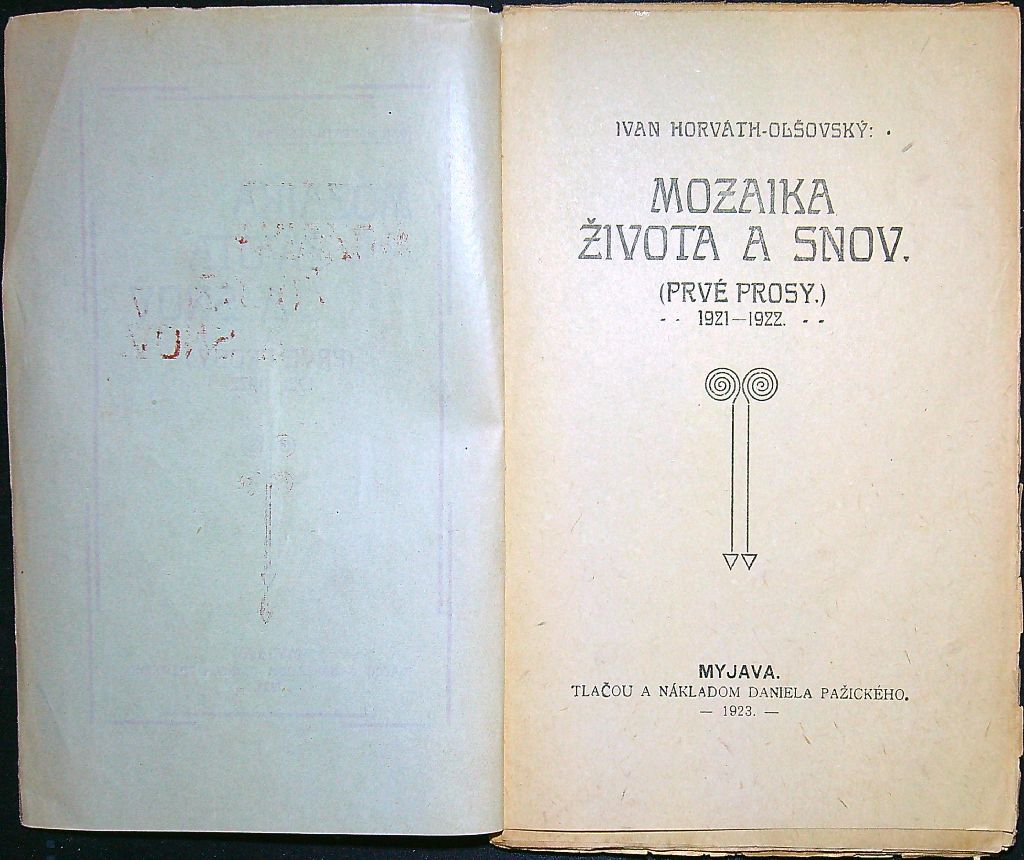 IVAN HORVÁTH-OLŠOVSKÝ:
MOZAIKA
ŽIVOTA A SNOV.
(PRVÉ PROSY.)
- - 1921—1922. - -
MYJAVA.
TLAČOU A NÁKLADOM DANIELA PAŽICKÉHO.
— 1923. —